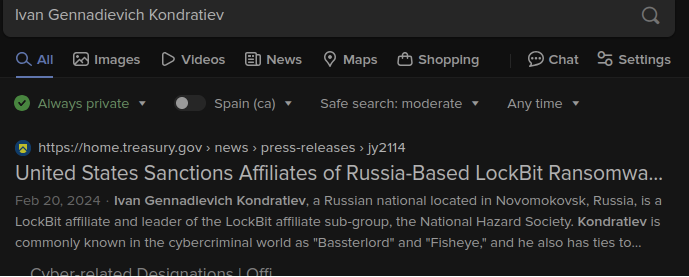 Ivan Gennadievich Kondratiev
All Images Videos News Maps Shopping Chat Settings
Always private Spain (ca) Safe search: moderate Any time
https://home.treasury.gov › news › press-releases › jy2114
United States Sanctions Affiliates of Russia-Based LockBit Ransomwa...
Feb 20, 2024 · Ivan Gennadievich Kondratiev, a Russian national located in Novomokovsk, Russia, is a
LockBit affiliate and leader of the LockBit affiliate sub-group, the National Hazard Society. Kondratiev is
commonly known in the cybercriminal world as "Bassterlord" and "Fisheye," and he also has ties to...
Cyber-related Designations | Offi